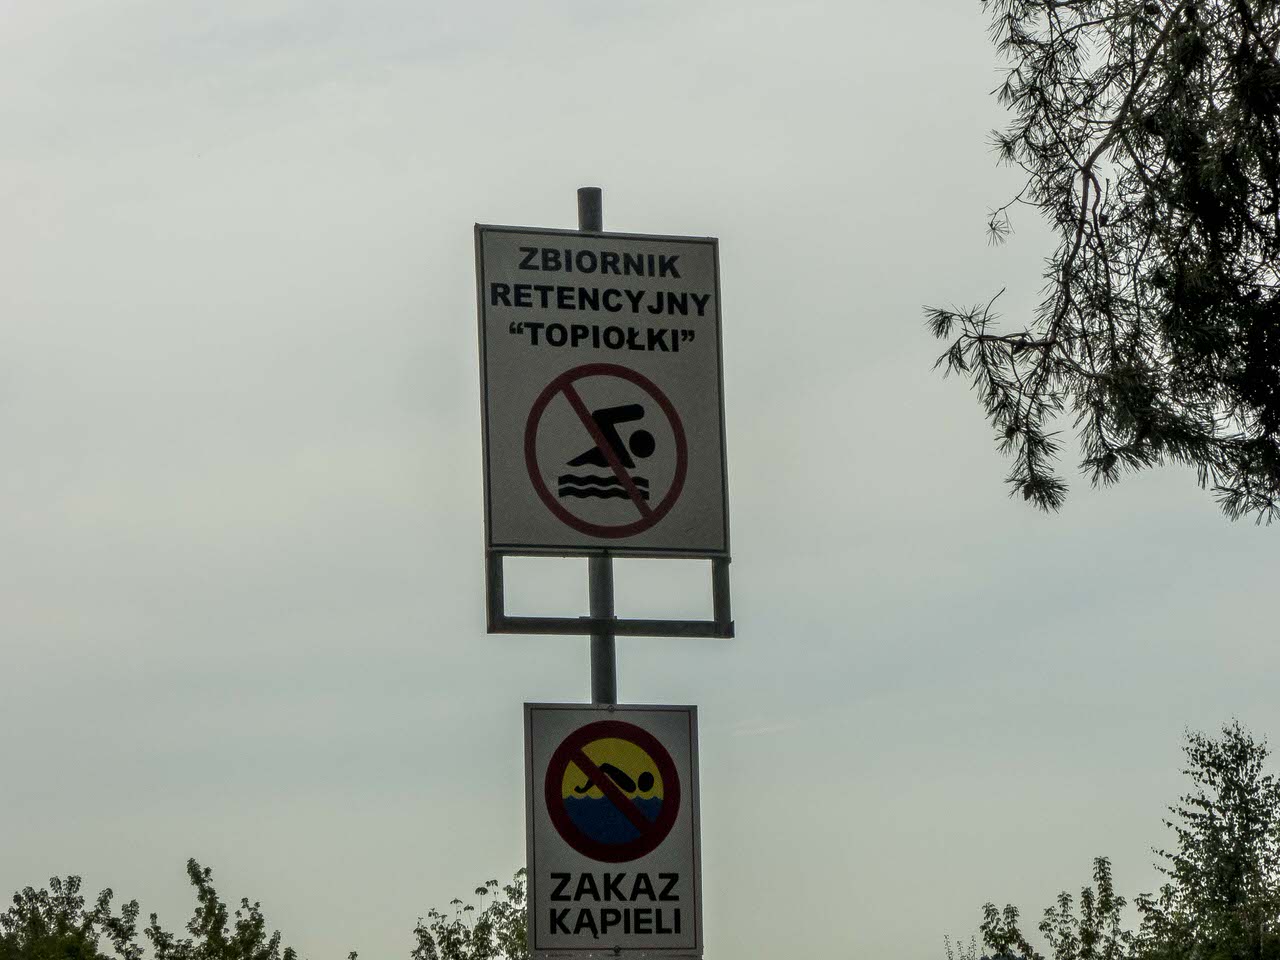 ZBIORNIK
RETENCYJNY
“TOPIOŁKI”
ZAKAZ
KĄPIELI